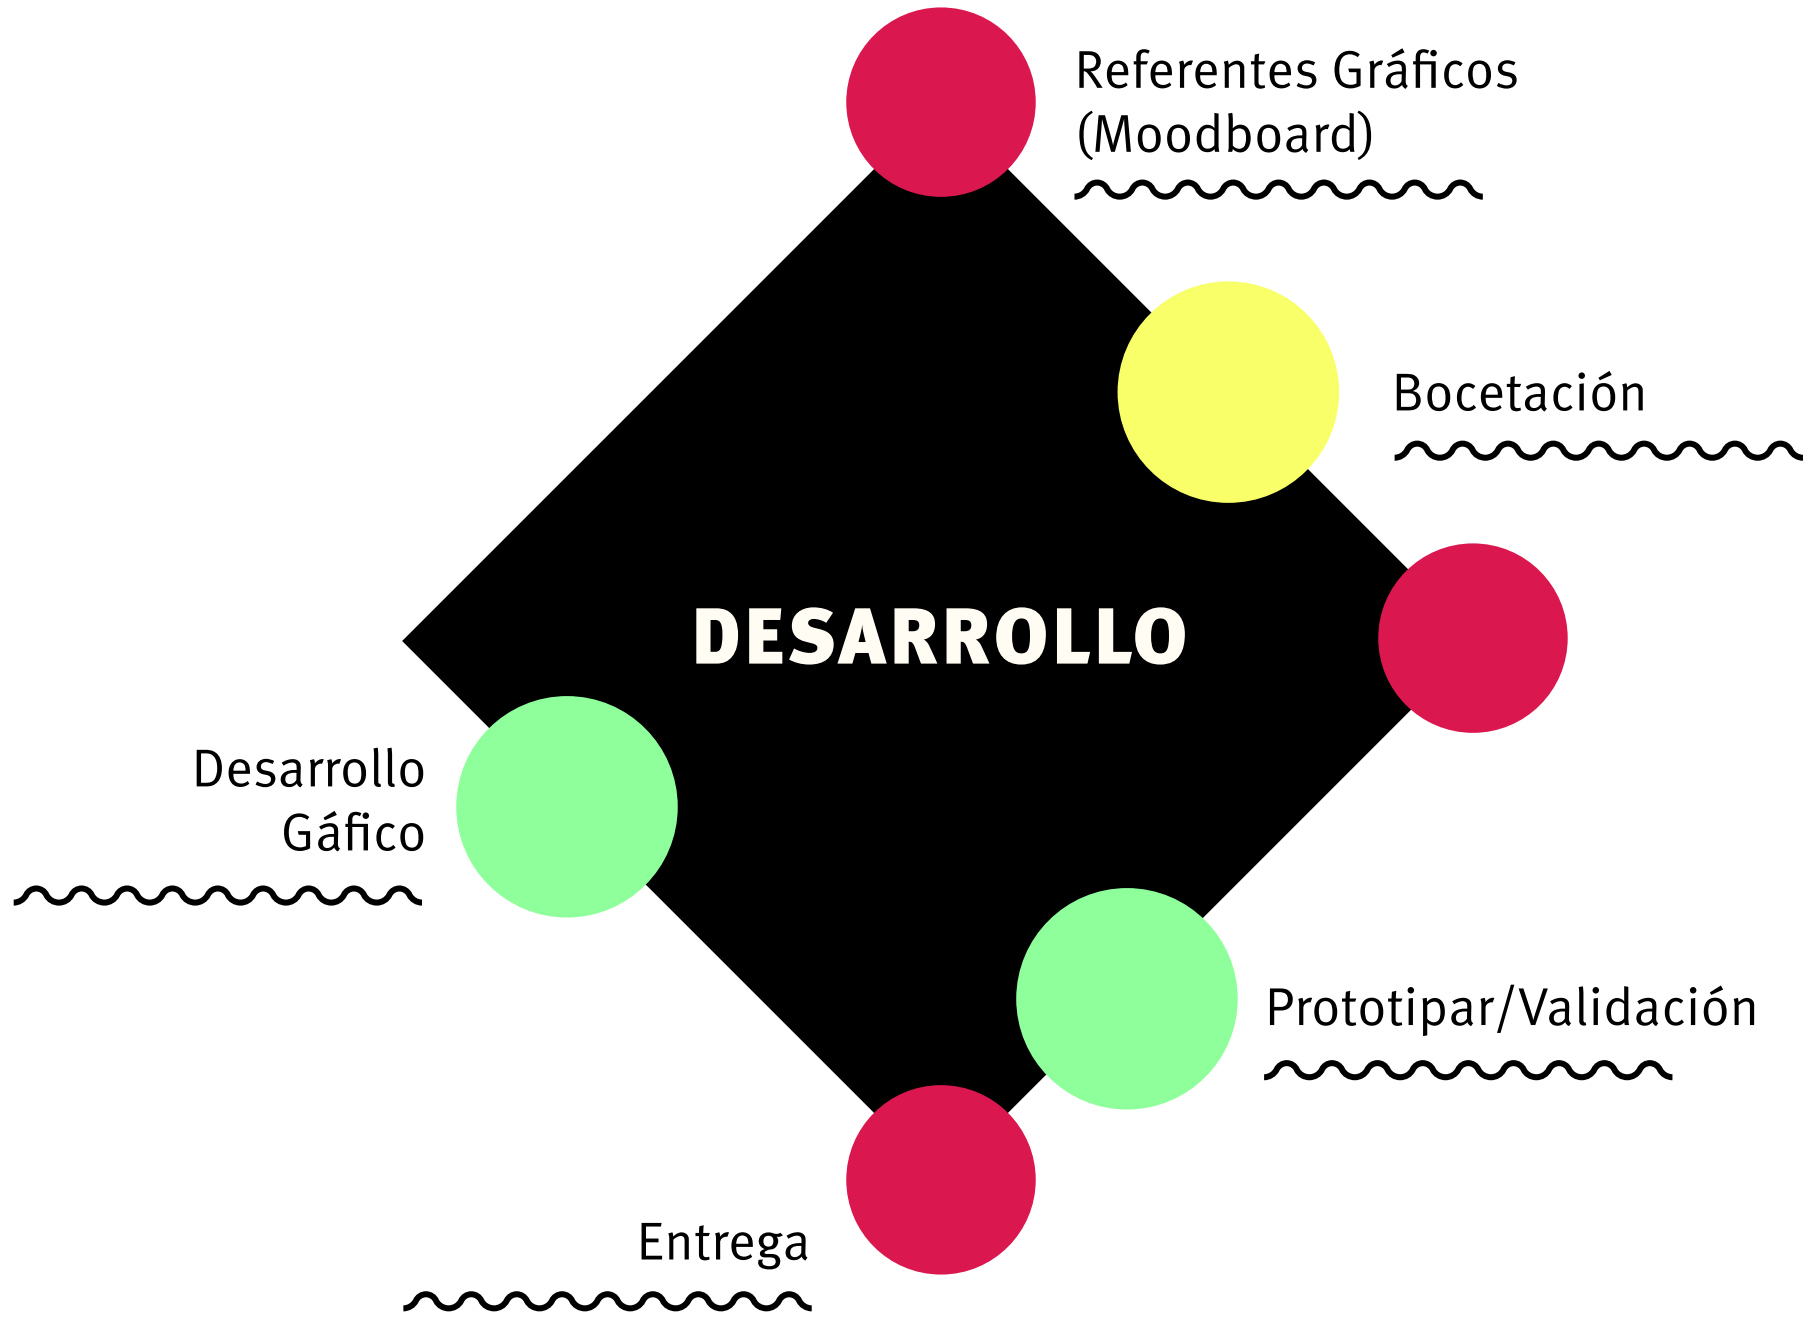 Referentes Gráficos
(Moodboard)
Bocetación
DESARROLLO
Desarrollo
Gáfico
Prototipar/Validación
Entrega